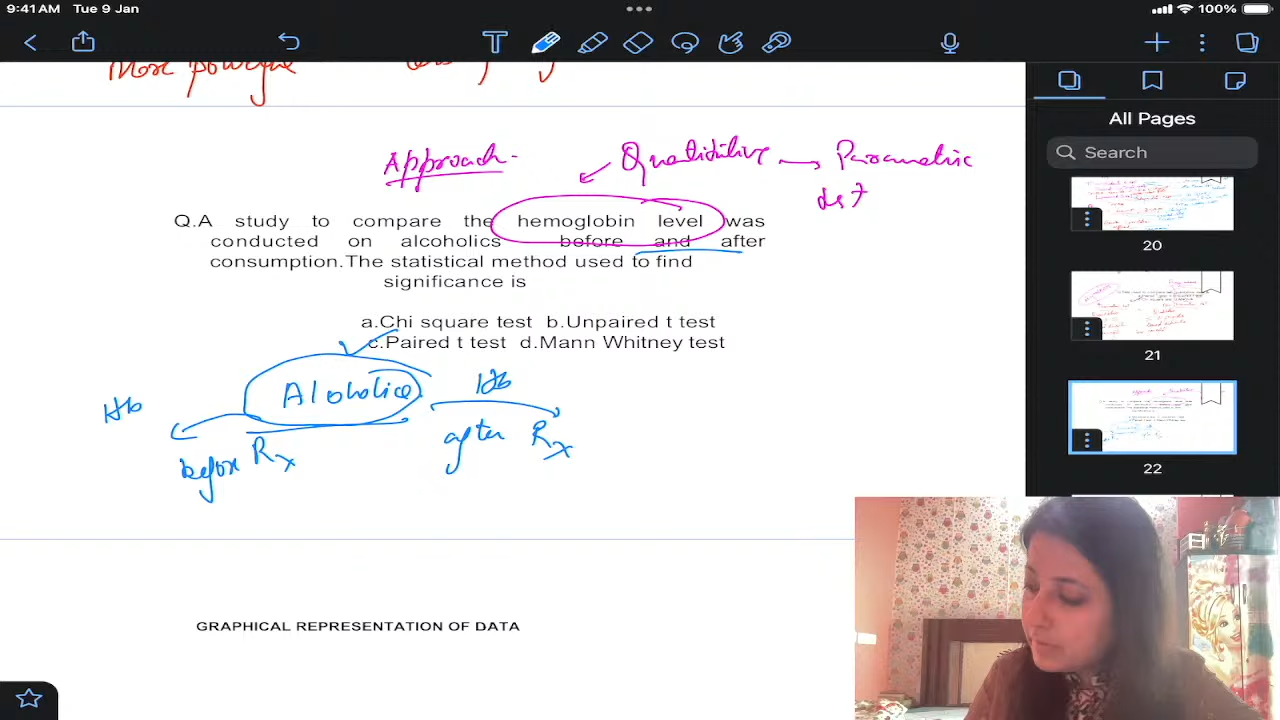 9:41 AM Tue 9 Jan
100%
More powerful
Approach-
Quantitative → Parametric
test
Q.A study to compare the hemoglobin level was
conducted on alcoholics before and after
consumption.The statistical method used to find
significance is
a.Chi square test b.Unpaired t test
c.Paired t test d.Mann Whitney test
Alcoholics
Hb
Hb
before Rx
after Rx
GRAPHICAL REPRESENTATION OF DATA
All Pages
Search
20
21
22